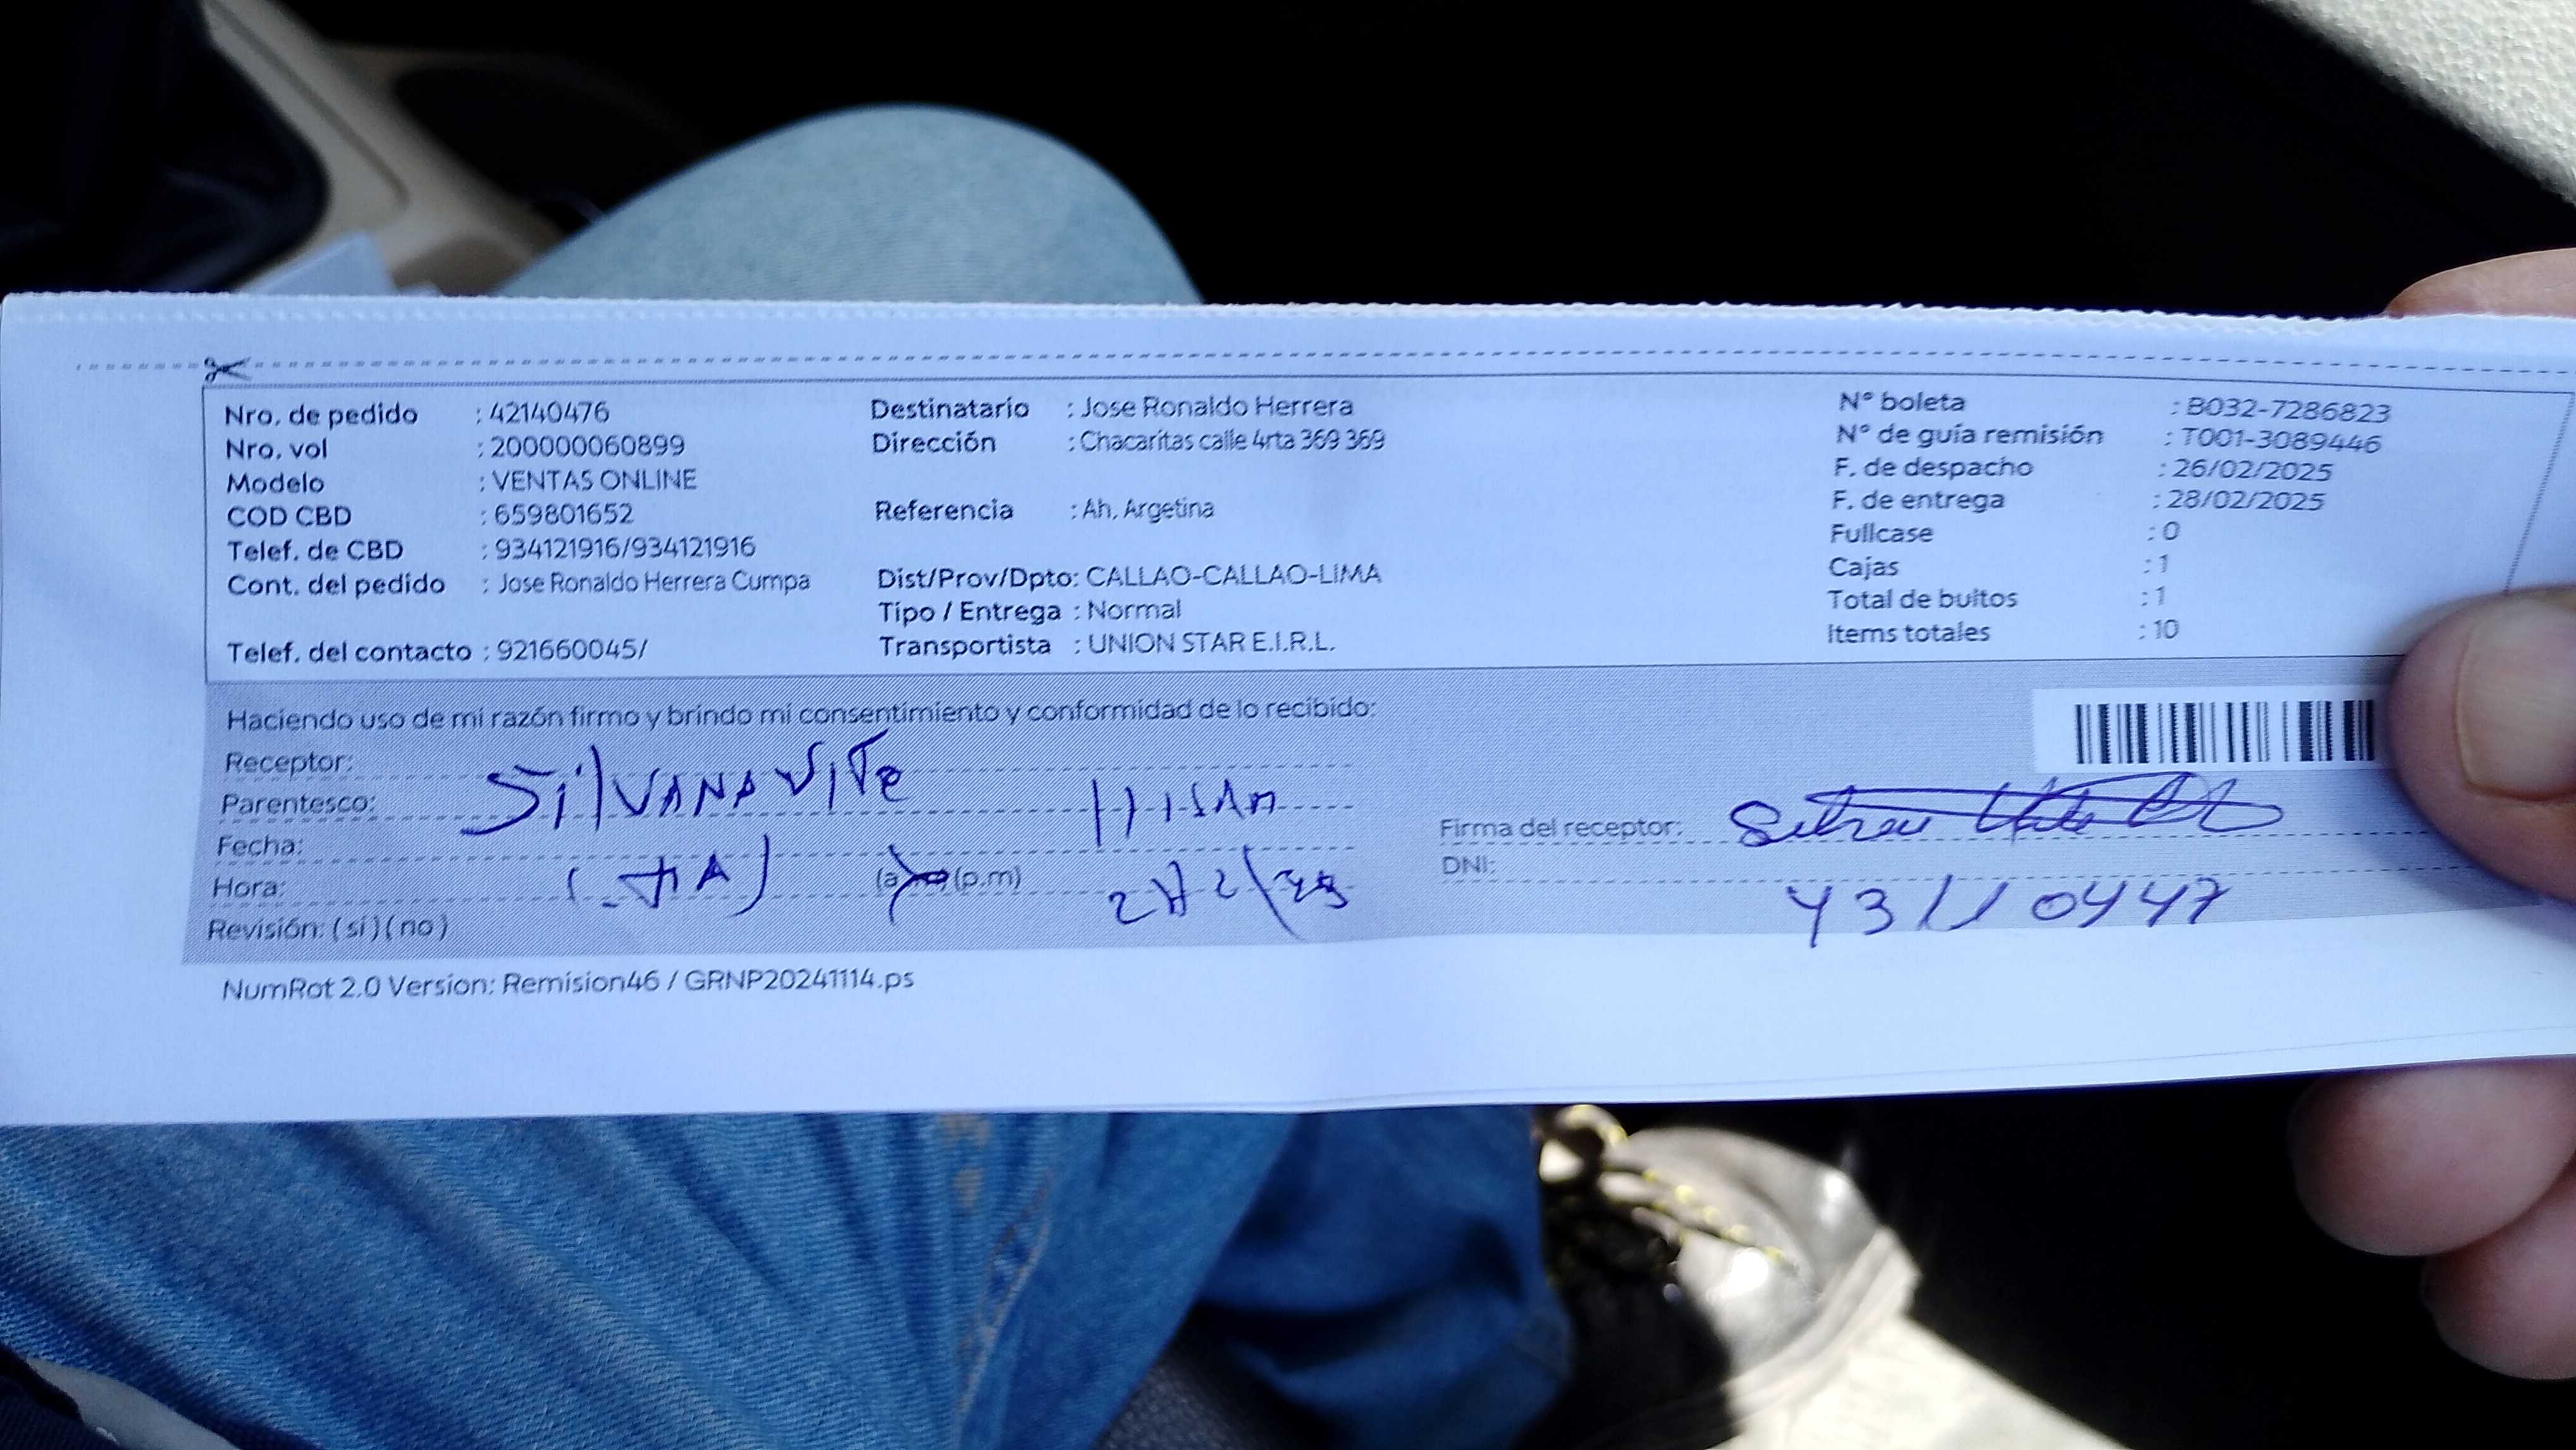 Nro. de pedido : 42140476
Nro. vol : 200000060899
Modelo : VENTAS ONLINE
COD CBD : 659801652
Telef. de CBD : 934121916/934121916
Cont. del pedido : Jose Ronaldo Herrera Cumpa
Telef. del contacto : 921660045/
Destinatario : Jose Ronaldo Herrera
Dirección : Chacaritas calle 4rta 369 369
Referencia : Ah. Argetina
Dist/Prov/Dpto: CALLAO-CALLAO-LIMA
Tipo / Entrega : Normal
Transportista : UNION STAR E.I.R.L.
N° boleta : B032-7286823
N° de guía remisión : T001-3089446
F. de despacho : 26/02/2025
F. de entrega : 28/02/2025
Fullcase : 0
Cajas : 1
Total de bultos : 1
Items totales : 10
Haciendo uso de mi razón firmo y brindo mi consentimiento y conformidad de lo recibido:
Receptor:
SilVANA VITe
Parentesco:
Fecha:
(TIA)
Hora: (p.m)
Revisión: (si) (no)
Firma del receptor:
DNI:
NumRot 2.0 Version: Remision46 / GRNP20241114.ps